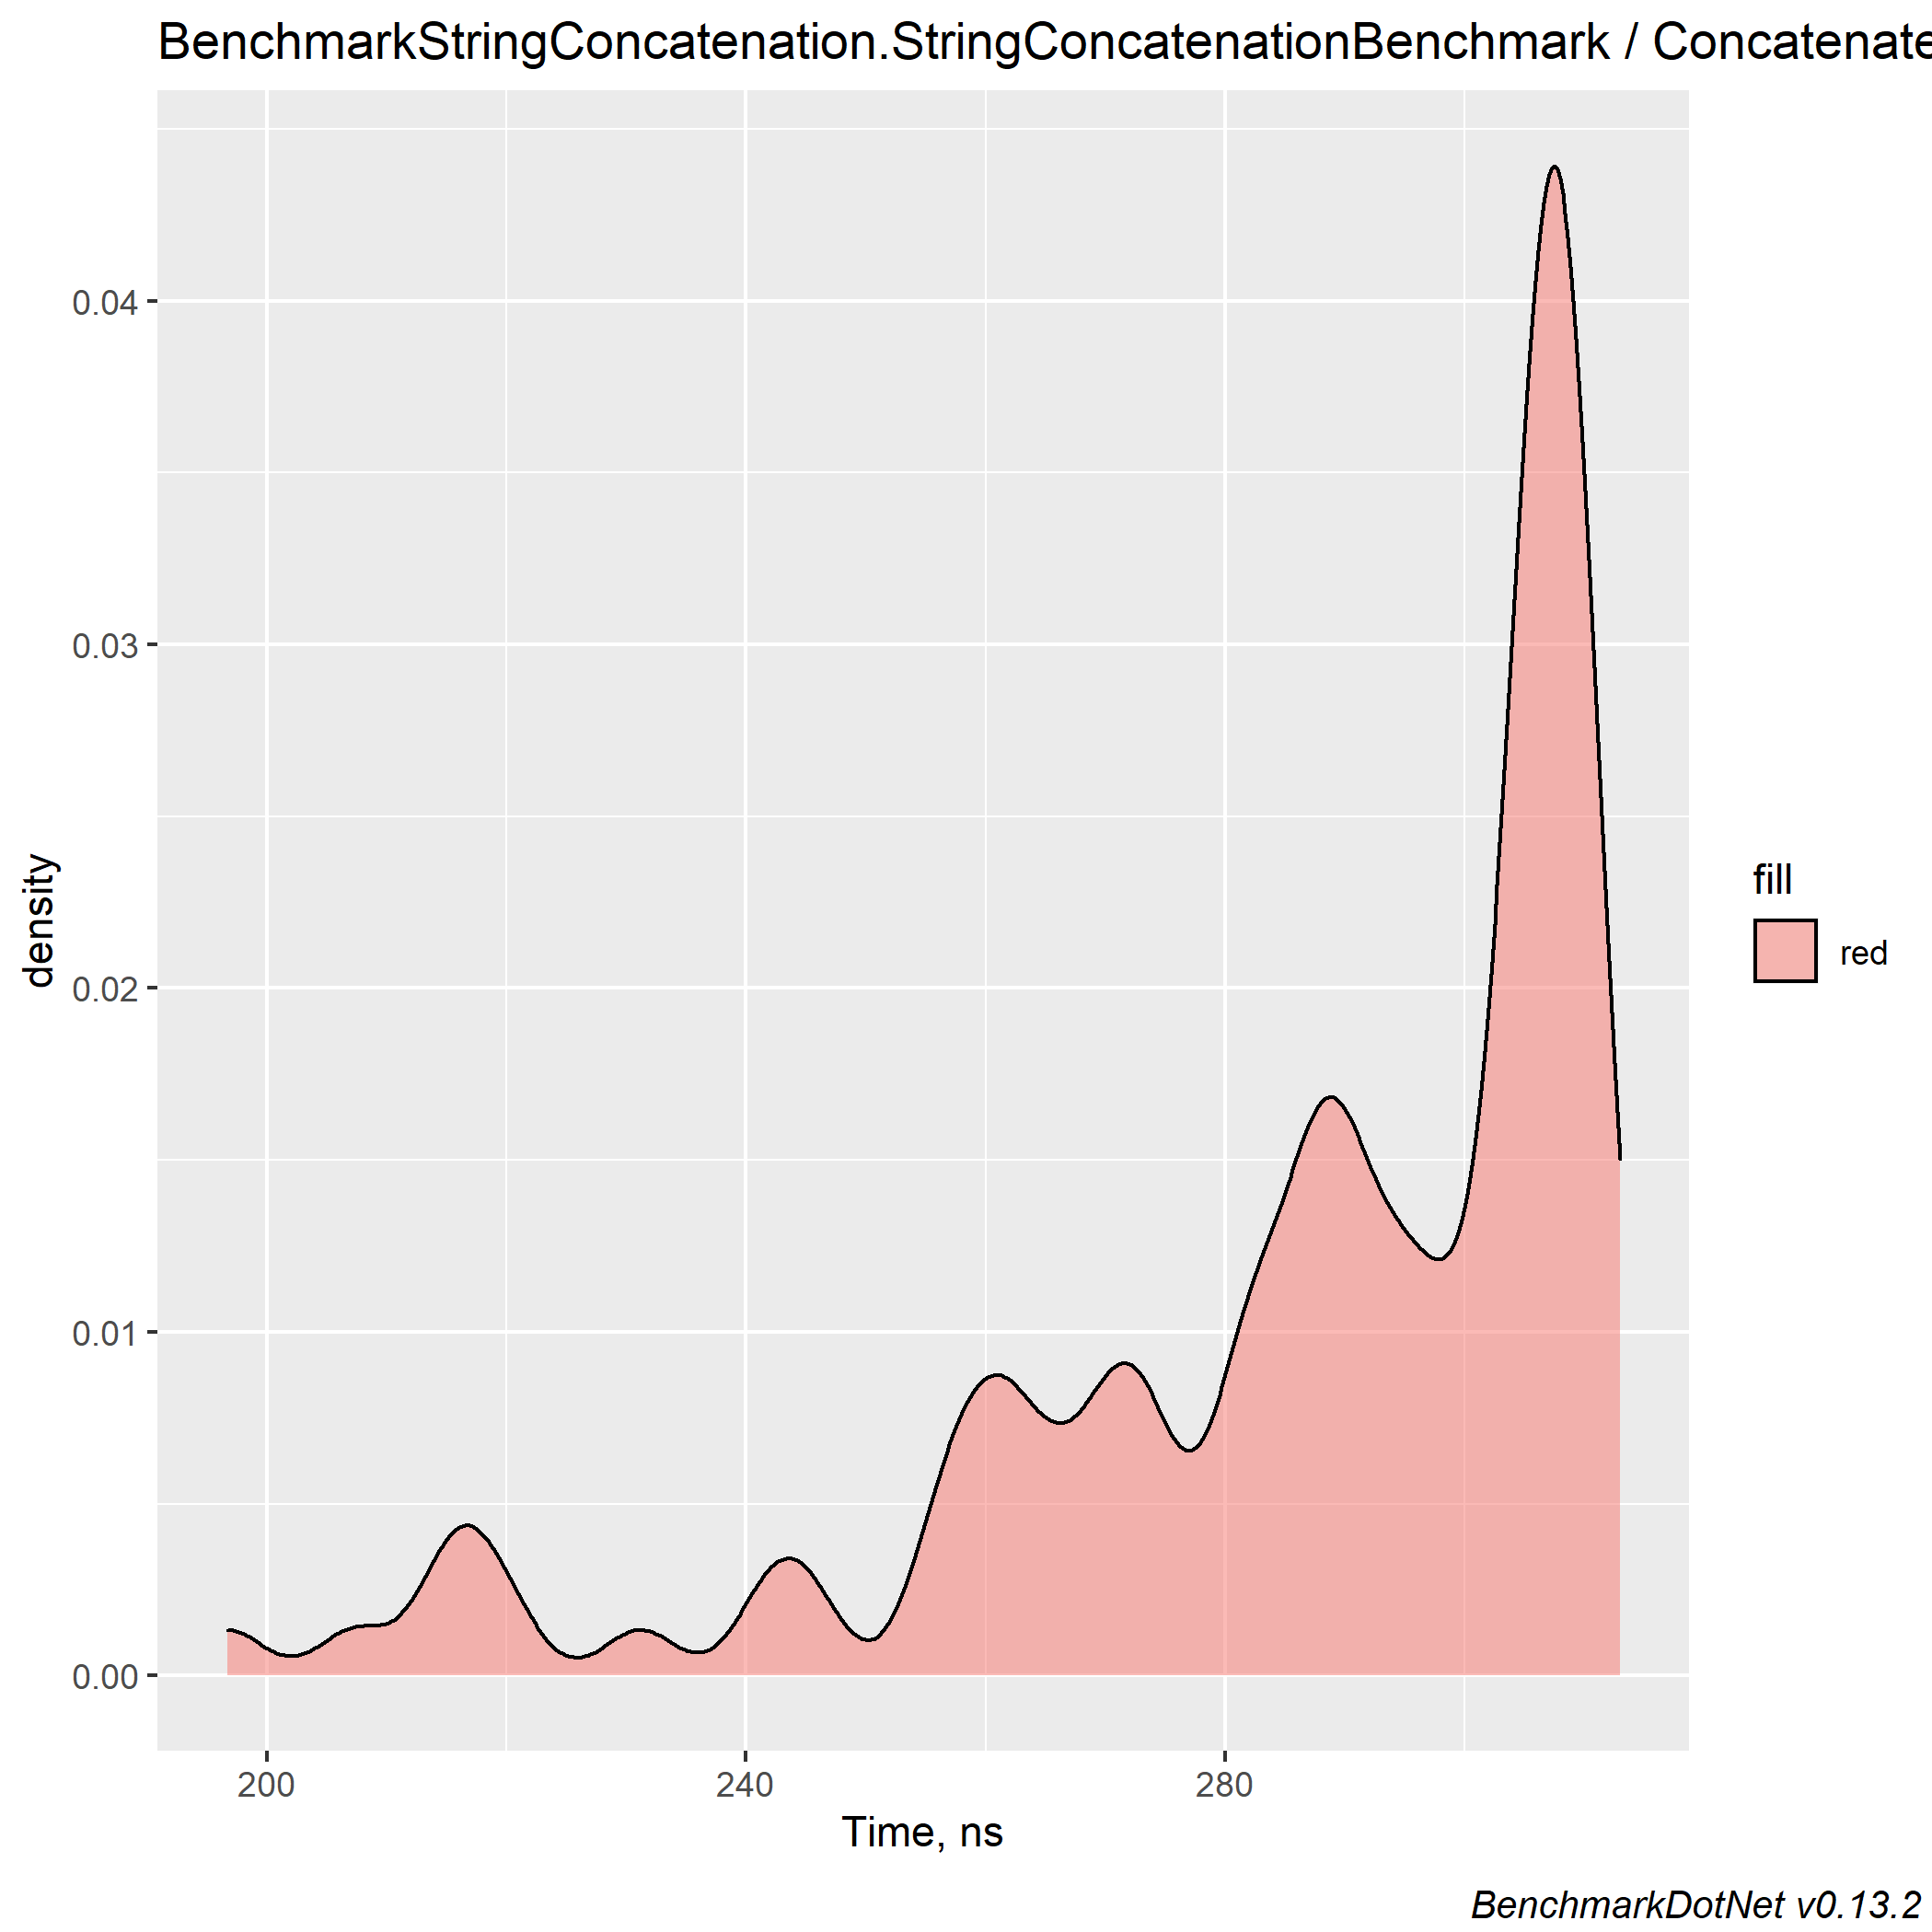 BenchmarkStringConcatenation.StringConcatenationBenchmark / Concatenate
0.04
0.03
0.02
0.01
0.00
density
200 240 280
Time, ns
fill
red
BenchmarkDotNet v0.13.2